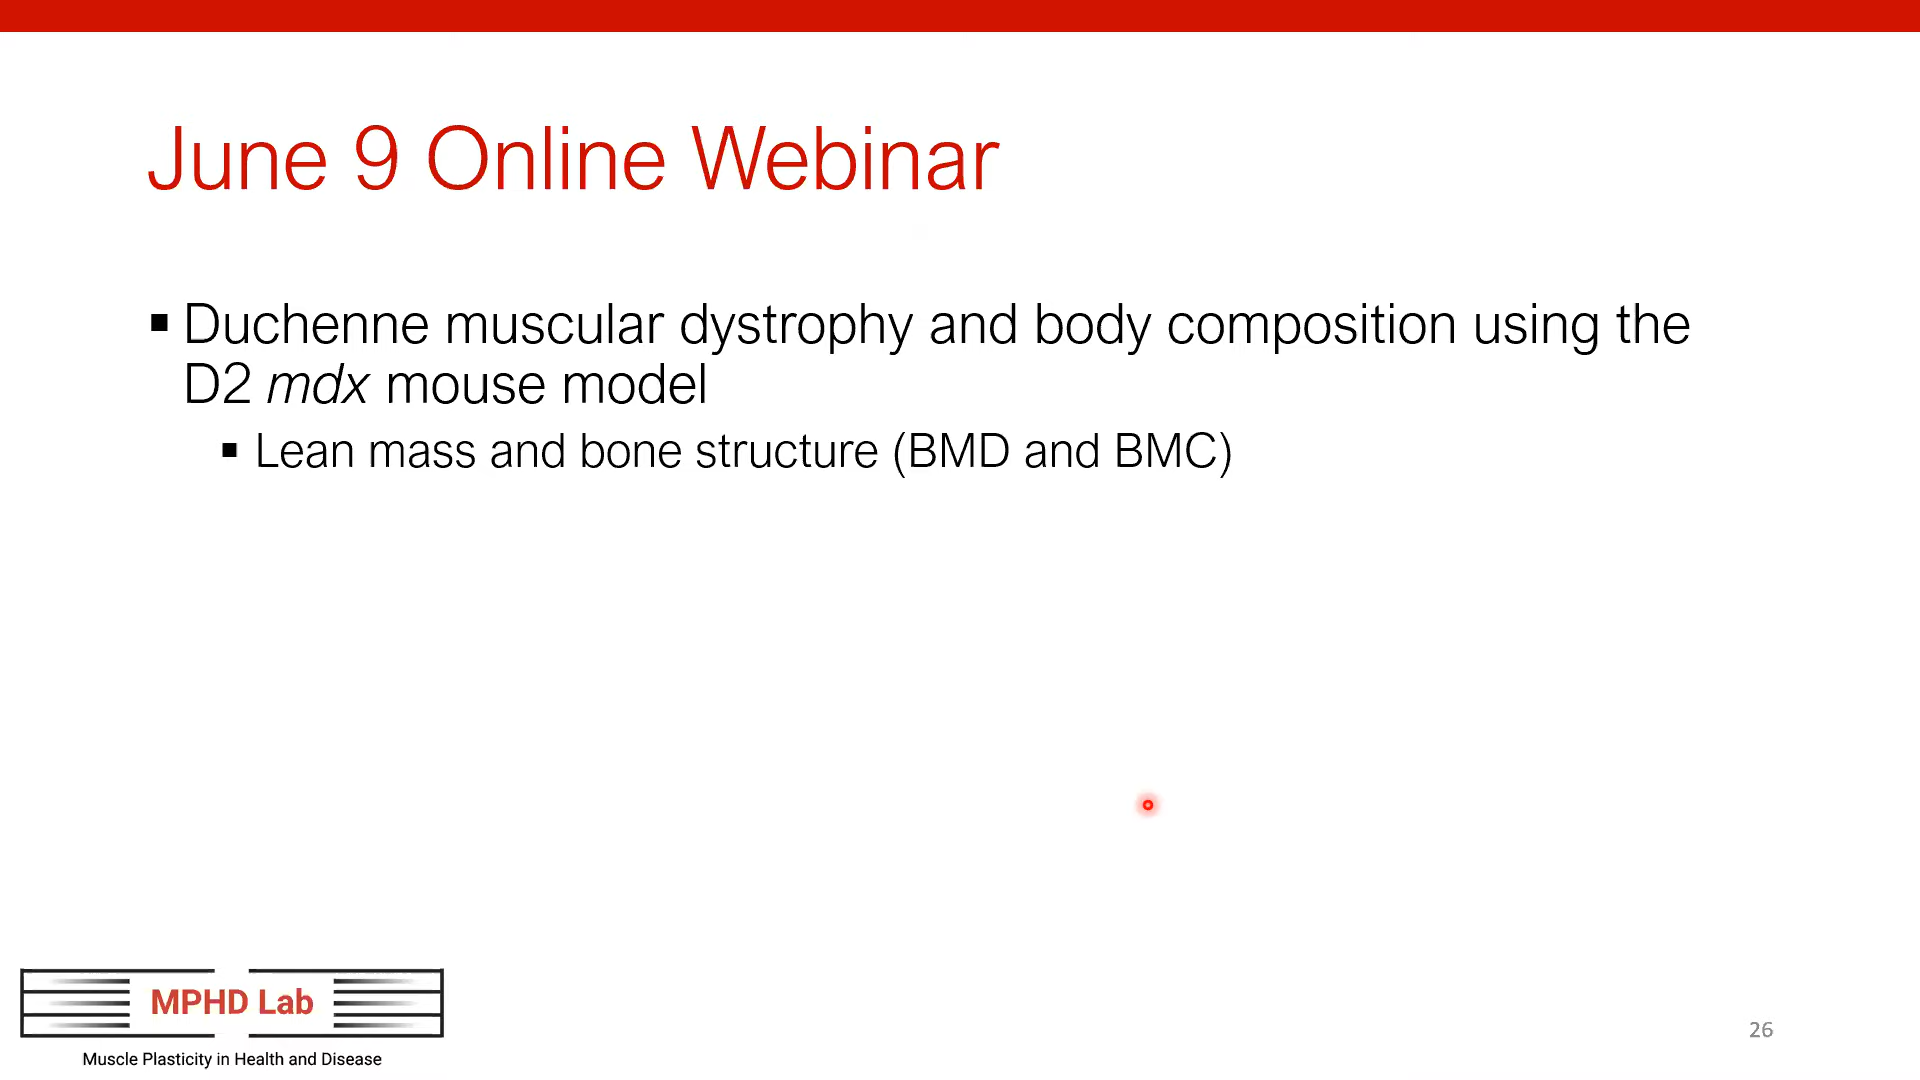 June 9 Online Webinar
▪ Duchenne muscular dystrophy and body composition using the
D2 mdx mouse model
▪ Lean mass and bone structure (BMD and BMC)
MPHD Lab
Muscle Plasticity in Health and Disease
26